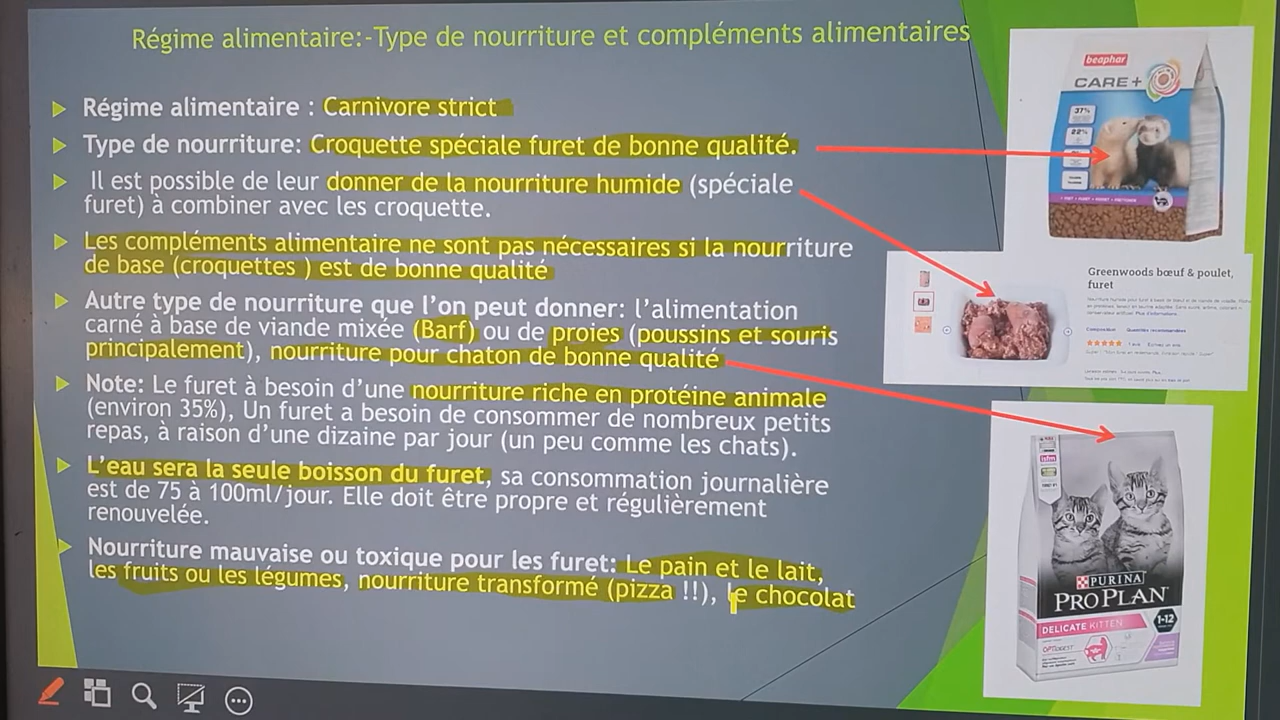 Régime alimentaire:-Type de nourriture et compléments alimentaires
Régime alimentaire : Carnivore strict
Type de nourriture: Croquette spéciale furet de bonne qualité.
Il est possible de leur donner de la nourriture humide (spéciale
furet) à combiner avec les croquette.
Les compléments alimentaire ne sont pas nécessaires si la nourriture
de base (croquettes ) est de bonne qualité
Autre type de nourriture que l'on peut donner: l'alimentation
carné à base de viande mixée (Barf) ou de proies (poussins et souris
principalement), nourriture pour chaton de bonne qualité
Note: Le furet à besoin d'une nourriture riche en protéine animale
(environ 35%), Un furet a besoin de consommer de nombreux petits
repas, à raison d'une dizaine par jour (un peu comme les chats).
L'eau sera la seule boisson du furet, sa consommation journalière
est de 75 à 100ml/jour. Elle doit être propre et régulièrement
renouvelée.
Nourriture mauvaise ou toxique pour les furet: Le pain et le lait,
les fruits ou les légumes, nourriture transformé (pizza !!), le chocolat
beaphar
CARE+
37%
22%
Greenwoods bœuf & poulet,
furet
Composition Quantités recommandées
PURINA
PRO PLAN
DELICATE KITTEN
1-12
OPTIDIGEST